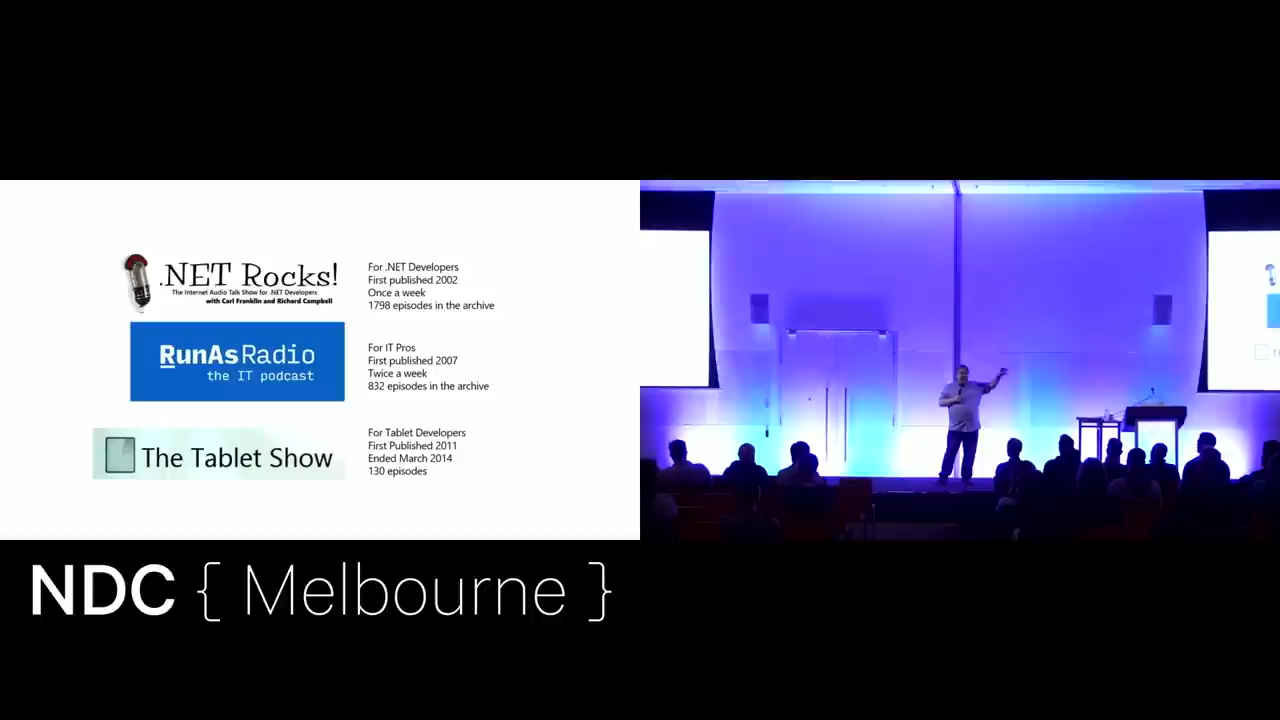 .NET Rocks!
The Internet Audio Talk Show for .NET Developers
with Carl Franklin and Richard Campbell
For .NET Developers
First published 2002
Once a week
1798 episodes in the archive
RunAsRadio
the IT podcast
For IT Pros
First published 2007
Twice a week
832 episodes in the archive
The Tablet Show
For Tablet Developers
First Published 2011
Ended March 2014
130 episodes
NDC { Melbourne }